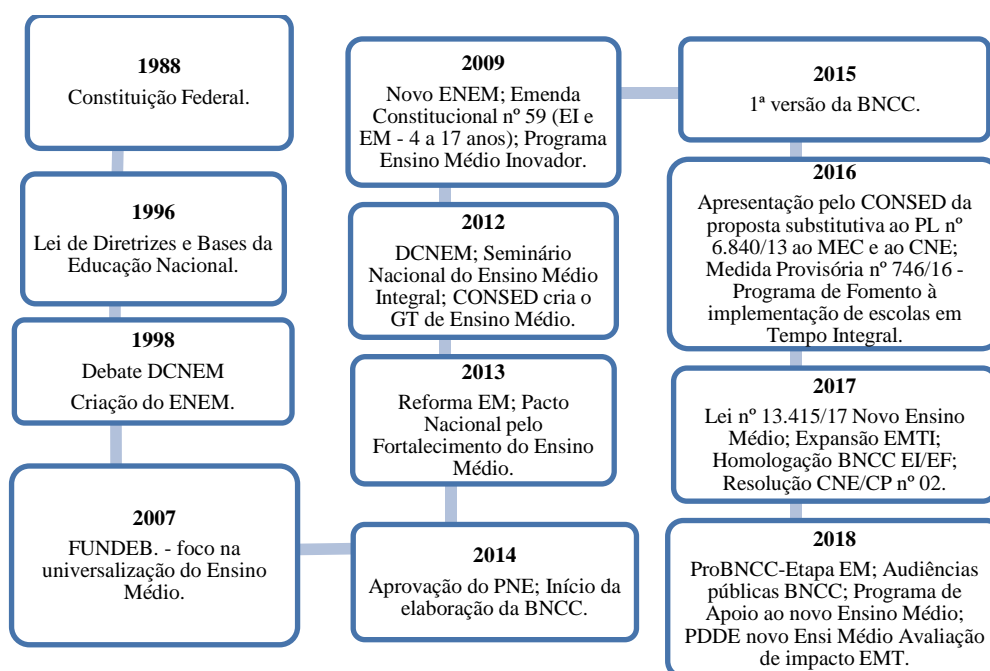 1988
Constituição Federal.
1996
Lei de Diretrizes e Bases da
Educação Nacional.
1998
Debate DCNEM
Criação do ENEM.
2007
FUNDEB. - foco na
universalização do Ensino
Médio.
2014
Aprovação do PNE; Início da
elaboração da BNCC.
2013
Reforma EM; Pacto
Nacional pelo
Fortalecimento do Ensino
Médio.
2012
DCNEM; Seminário
Nacional do Ensino Médio
Integral; CONSED cria o
GT de Ensino Médio.
2009
Novo ENEM; Emenda
Constitucional nº 59 (EI e
EM - 4 a 17 anos); Programa
Ensino Médio Inovador.
2015
1ª versão da BNCC.
2016
Apresentação pelo CONSED da
proposta substitutiva ao PL nº
6.840/13 ao MEC e ao CNE;
Medida Provisória nº 746/16 -
Programa de Fomento à
implementação de escolas em
Tempo Integral.
2017
Lei nº 13.415/17 Novo Ensino
Médio; Expansão EMTI;
Homologação BNCC EI/EF;
Resolução CNE/CP nº 02.
2018
ProBNCC-Etapa EM; Audiências
públicas BNCC; Programa de
Apoio ao novo Ensino Médio;
PDDE novo Ensi Médio Avaliação
de impacto EMT.